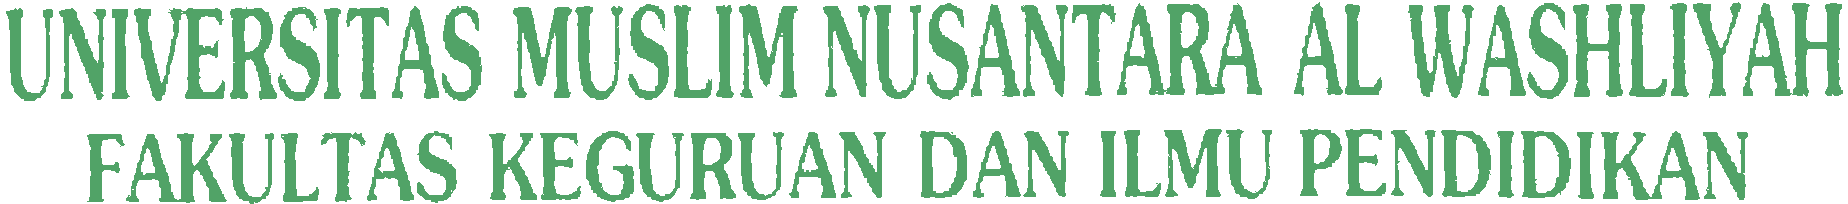 UNIVERSITAS MUSLIM NUSANTARA AL WASHLIYAH
FAKULTAS KEGURUAN DAN ILMU PENDIDIKAN